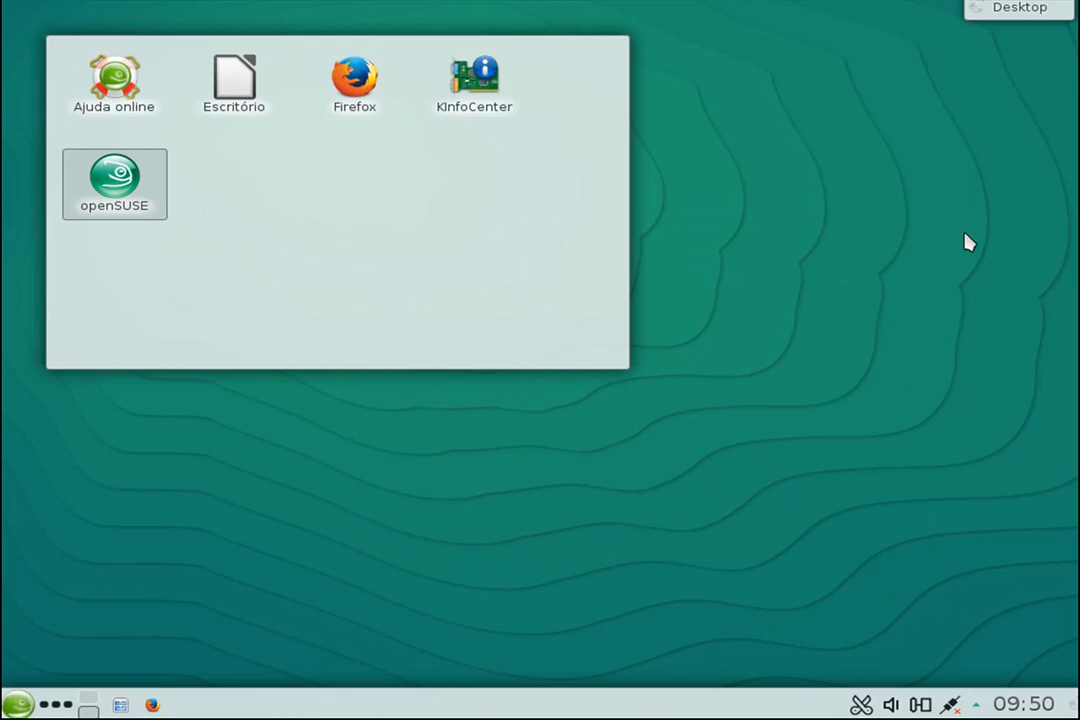 Desktop
Ajuda online
Escritório
Firefox
KInfoCenter
openSUSE
09:50